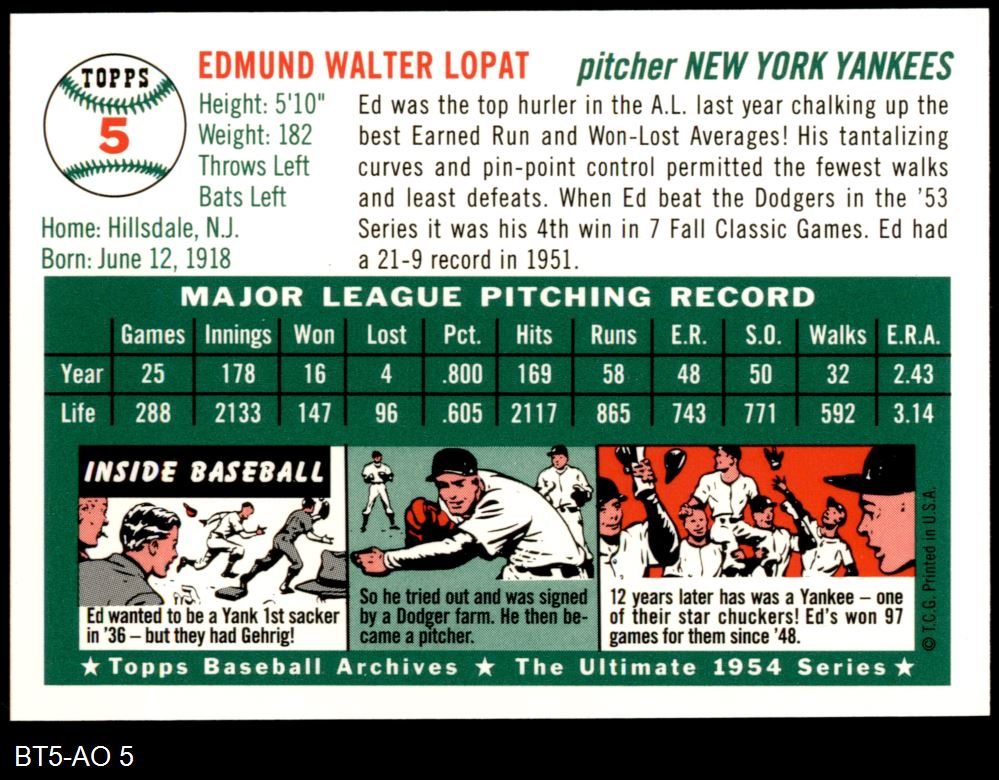 TOPPS
5
EDMUND WALTER LOPAT
pitcher NEW YORK YANKEES
Height: 5'10"
Weight: 182
Throws Left
Bats Left
Home: Hillsdale, N.J.
Born: June 12, 1918
Ed was the top hurler in the A.L. last year chalking up the
best Earned Run and Won-Lost Averages! His tantalizing
curves and pin-point control permitted the fewest walks
and least defeats. When Ed beat the Dodgers in the '53
Series it was his 4th win in 7 Fall Classic Games. Ed had
a 21-9 record in 1951.
MAJOR LEAGUE PITCHING RECORD
Games Innings Won Lost Pct. Hits Runs E.R. S.O. Walks E.R.A.
Year 25 178 16 4 .800 169 58 48 50 32 2.43
Life 288 2133 147 96 .605 2117 865 743 771 592 3.14
INSIDE BASEBALL
Ed wanted to be a Yank 1st sacker
in '36 – but they had Gehrig!
So he tried out and was signed
by a Dodger farm. He then be-
came a pitcher.
12 years later has was a Yankee – one
of their star chuckers! Ed's won 97
games for them since '48.
© T.C.G. Printed in U.S.A.
★ Topps Baseball Archives ★ The Ultimate 1954 Series ★
BT5-AO 5